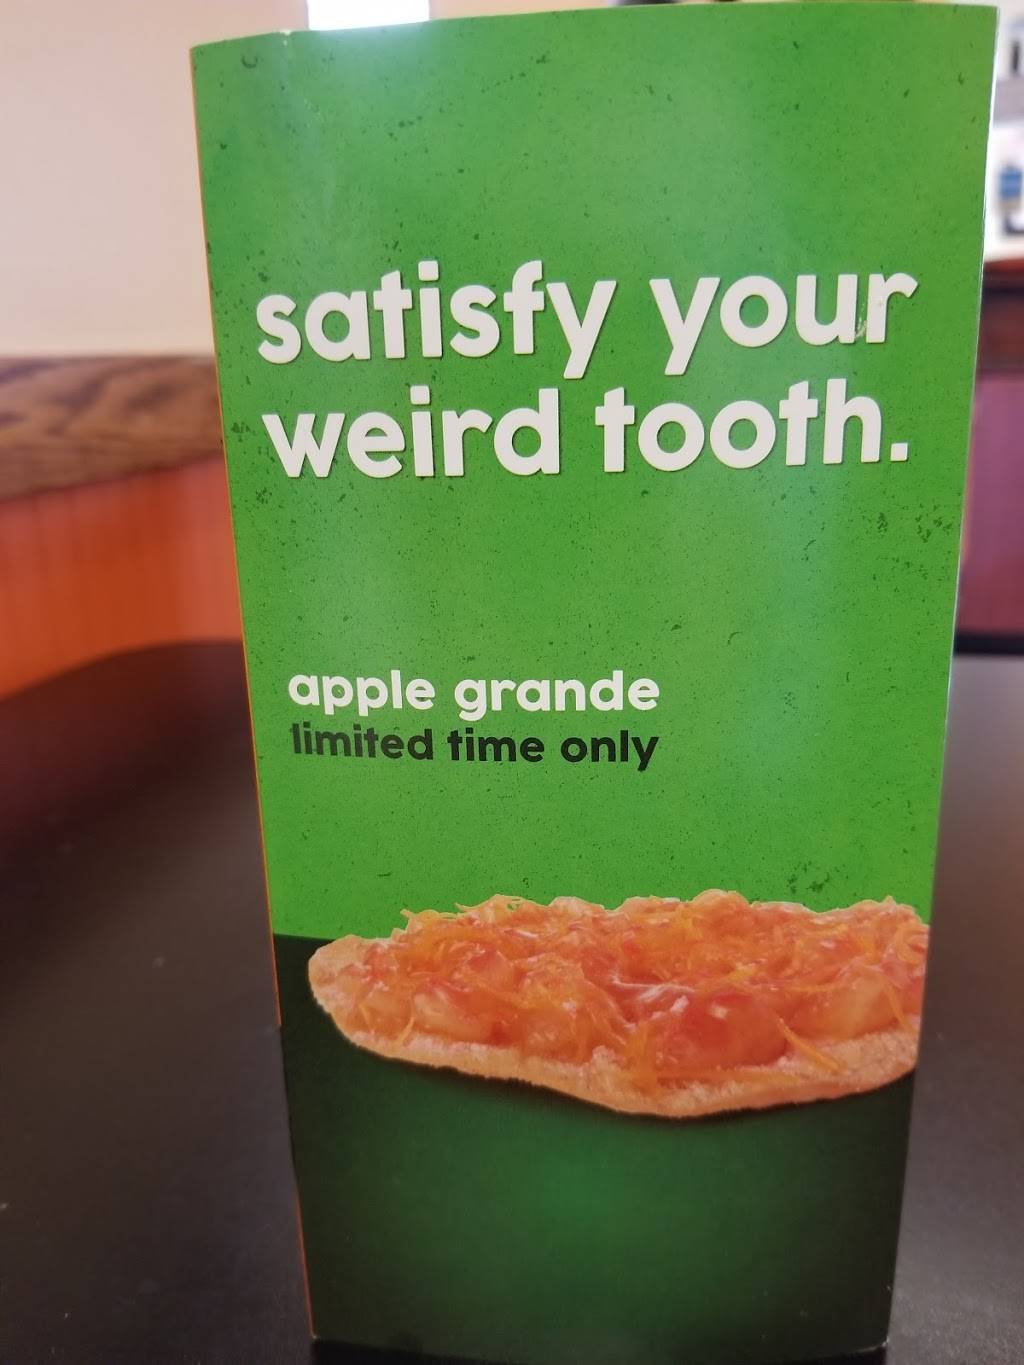 satisfy your
weird tooth.
apple grande
limited time only